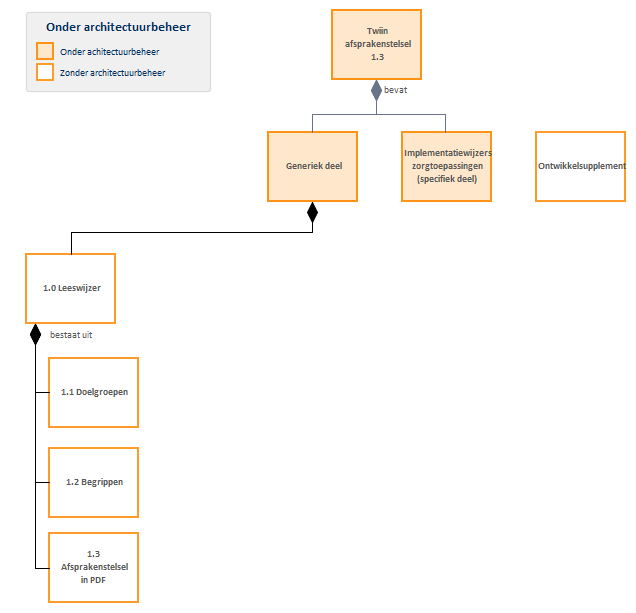 Onder architectuurbeheer
Onder achitectuurbeheer
Zonder architectuurbeheer
Twiin
afsprakenstelsel
1.3
bevat
Generiek deel
Implementatiewijzers
zorgtoepassingen
(specifiek deel)
Ontwikkelsupplement
1.0 Leeswijzer
bestaat uit
1.1 Doelgroepen
1.2 Begrippen
1.3
Afsprakenstelsel
in PDF